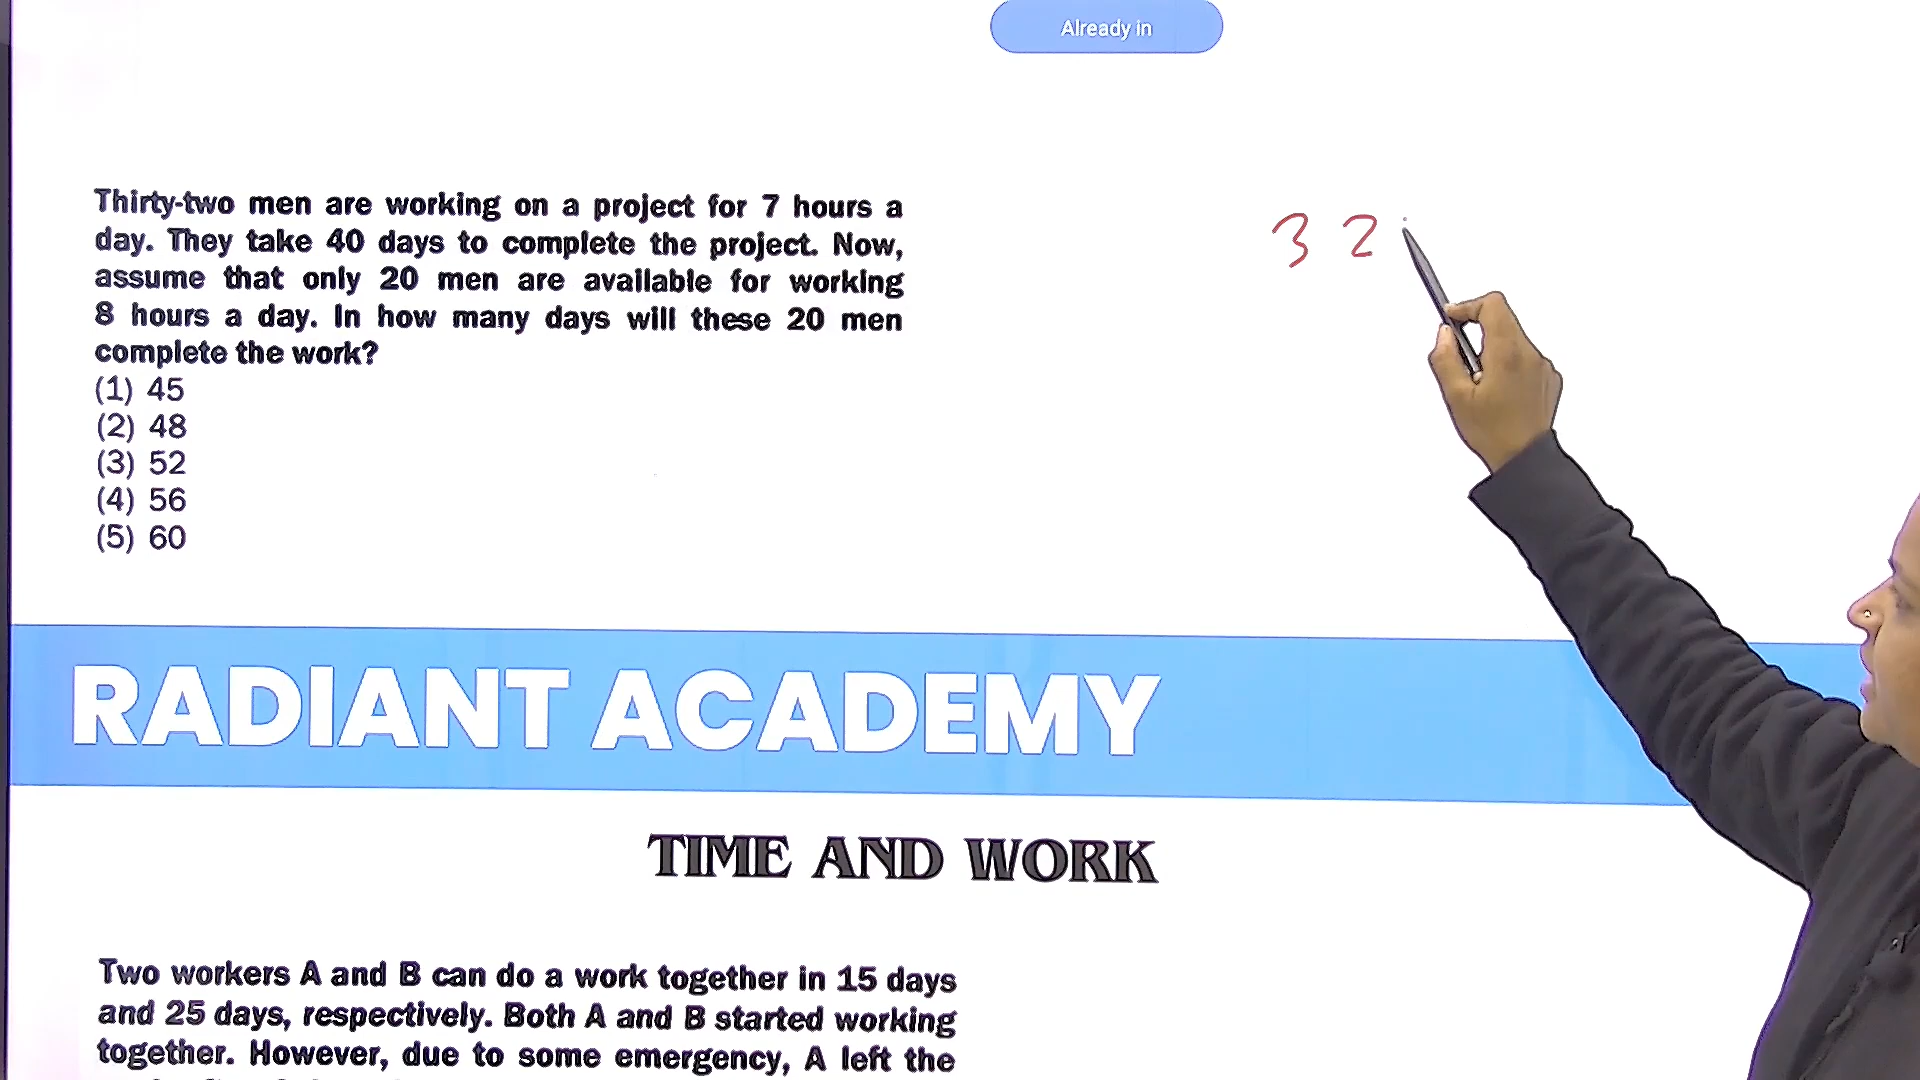 Already in
Thirty-two men are working on a project for 7 hours a
day. They take 40 days to complete the project. Now,
assume that only 20 men are available for working
8 hours a day. In how many days will these 20 men
complete the work?
(1) 45
(2) 48
(3) 52
(4) 56
(5) 60
32
RADIANT ACADEMY
TIME AND WORK
Two workers A and B can do a work together in 15 days
and 25 days, respectively. Both A and B started working
together. However, due to some emergency, A left the